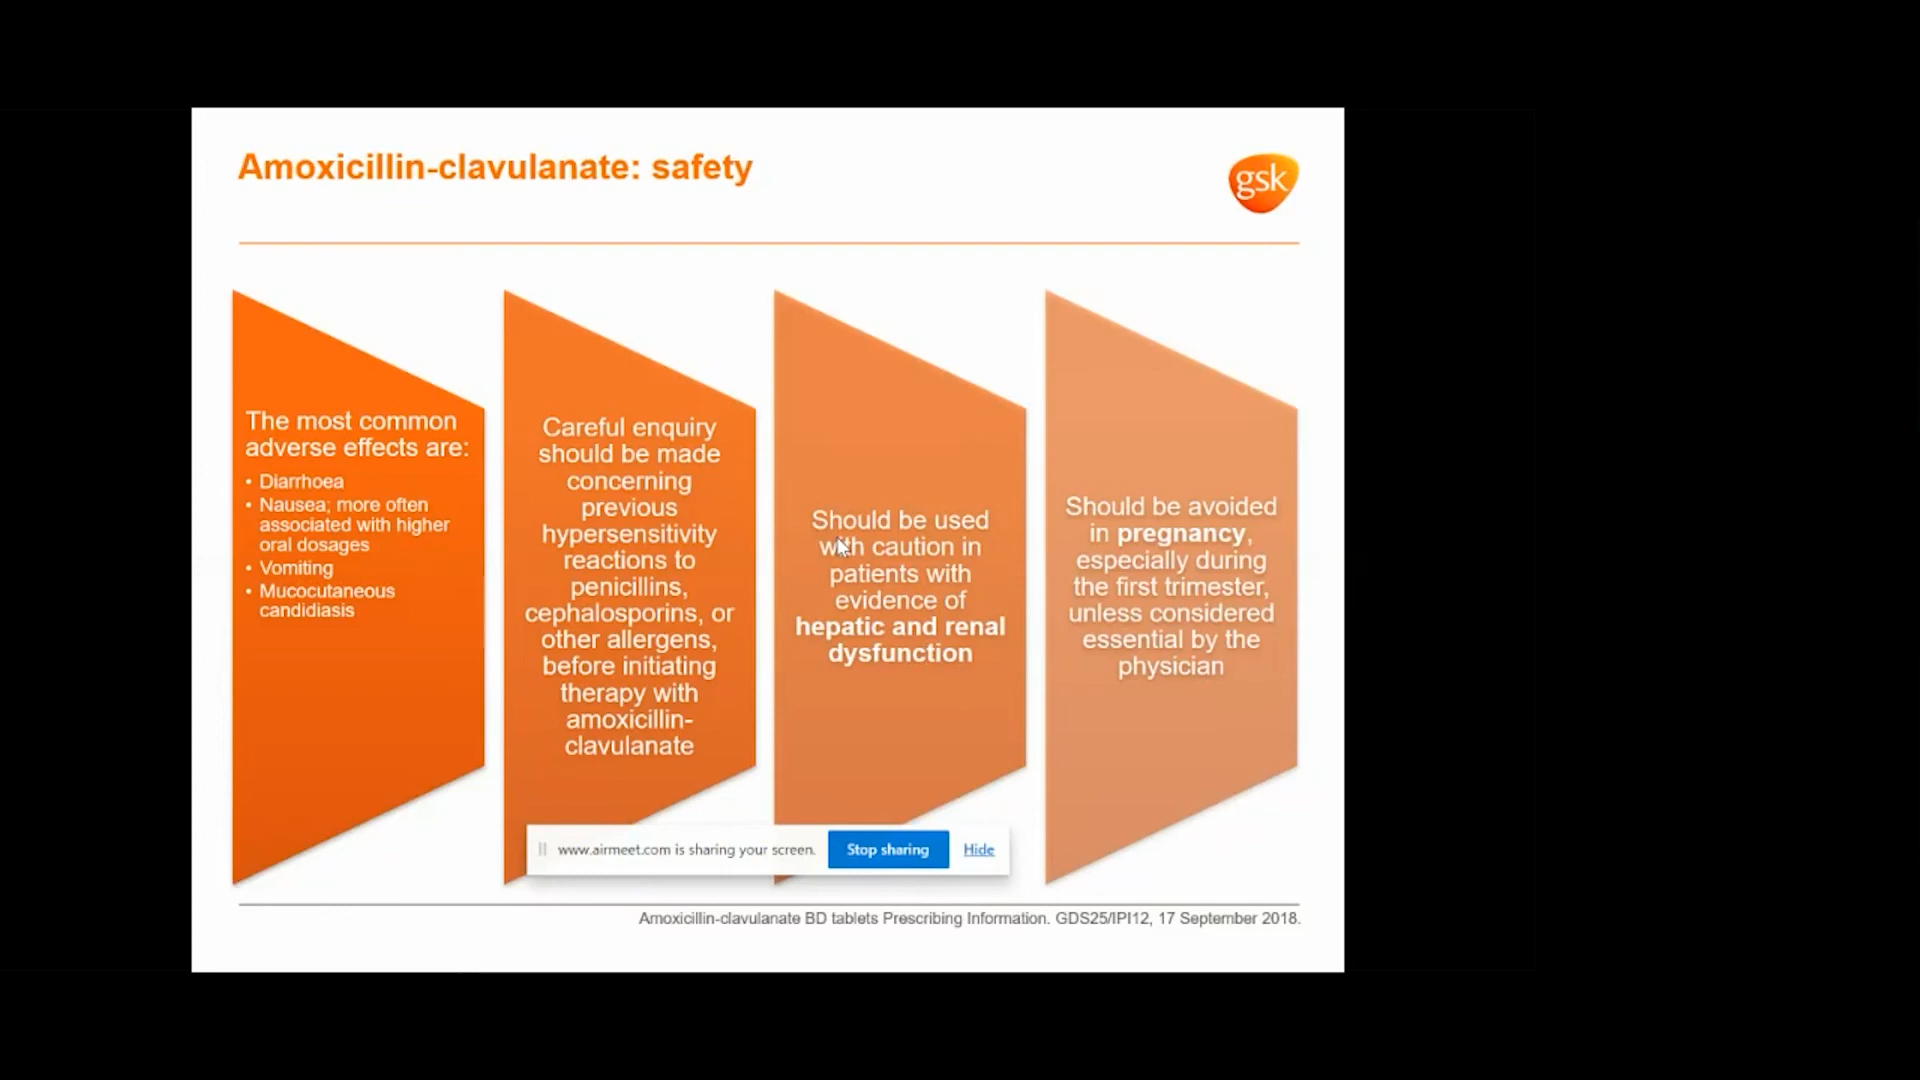 Amoxicillin-clavulanate: safety
gsk
The most common
adverse effects are:
• Diarrhoea
• Nausea; more often
associated with higher
oral dosages
• Vomiting
• Mucocutaneous
candidiasis
Careful enquiry
should be made
concerning
previous
hypersensitivity
reactions to
penicillins,
cephalosporins, or
other allergens,
before initiating
therapy with
amoxicillin-
clavulanate
Should be used
with caution in
patients with
evidence of
hepatic and renal
dysfunction
Should be avoided
in pregnancy,
especially during
the first trimester,
unless considered
essential by the
physician
www.airmeet.com is sharing your screen.
Stop sharing
Hide
Amoxicillin-clavulanate BD tablets Prescribing Information. GDS25/IPI12, 17 September 2018.